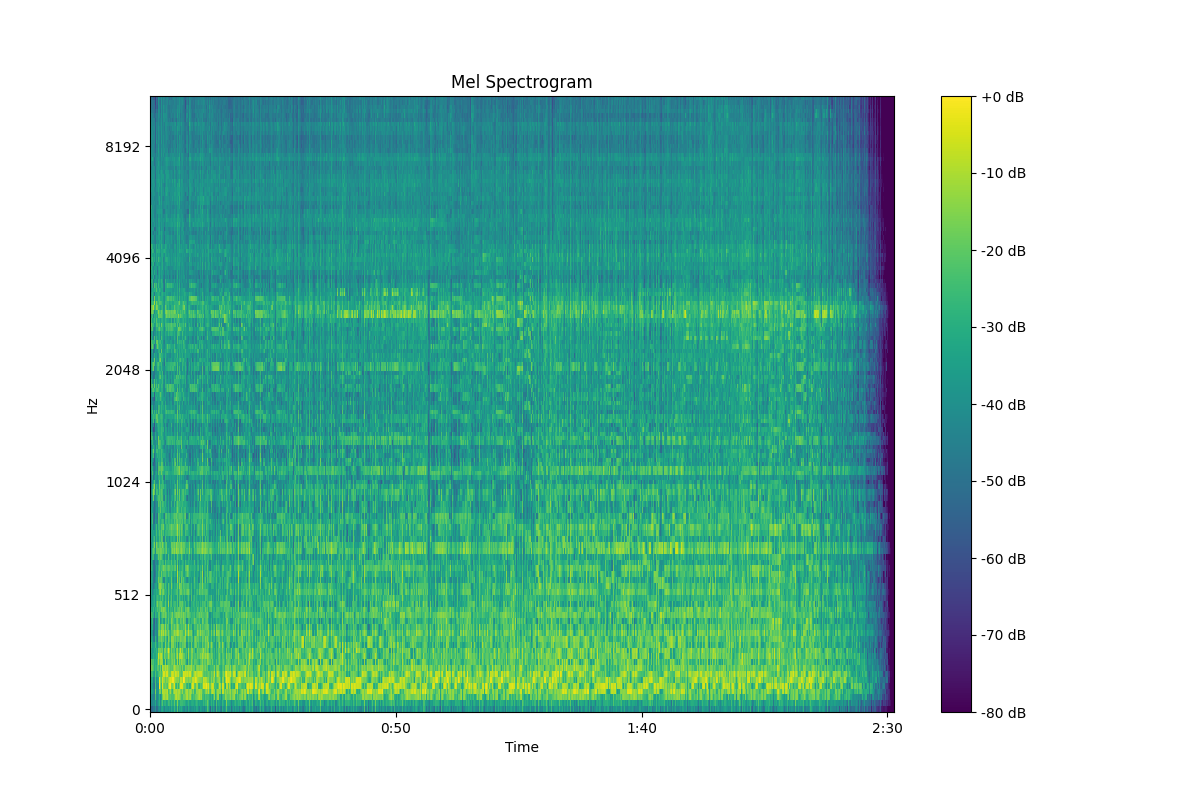 Mel Spectrogram
+0 dB
8192
-10 dB
-20 dB
4096
-30 dB
2048
Hz
-40 dB
1024
-50 dB
-60 dB
512
-70 dB
0
-80 dB
0:00 0:50 1:40 2:30
Time